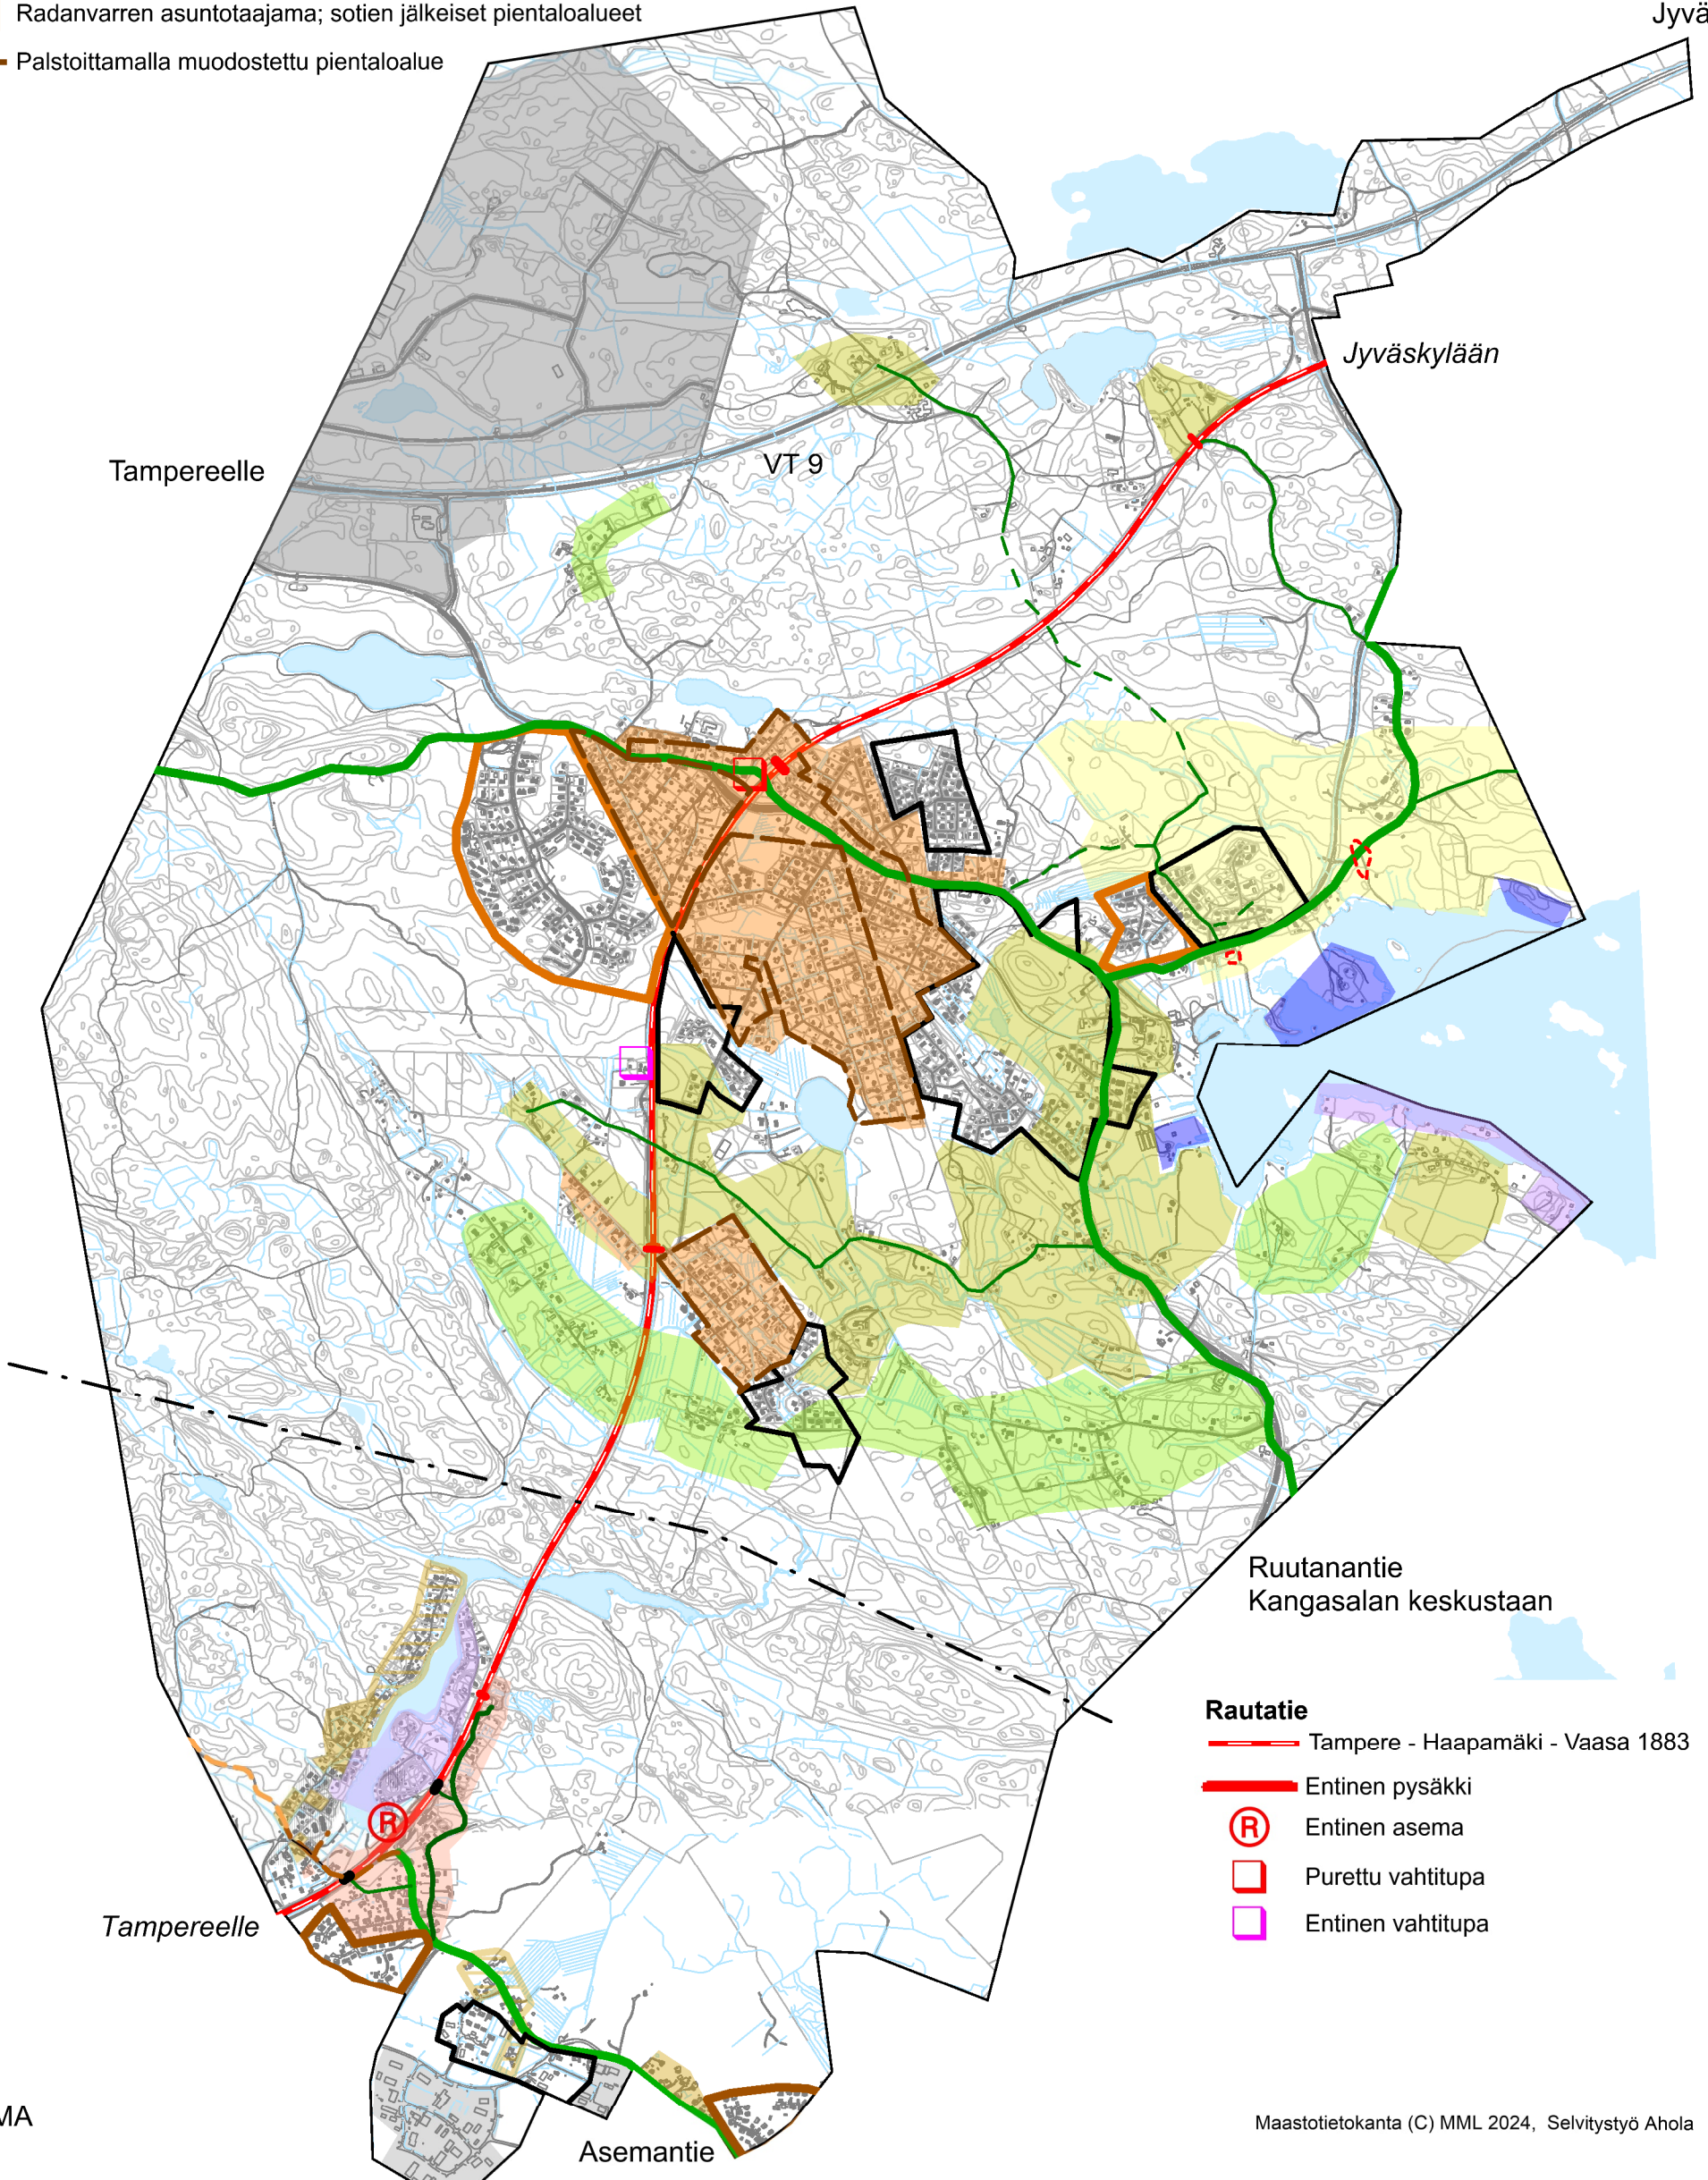 Radanvarren asuntotaajama; sotien jälkeiset pientaloalueet
Jyvä
Palstoittamalla muodostettu pientaloalue
Jyväskylään
Tampereelle
VT 9
Ruutanantie
Kangasalan keskustaan
Rautatie
Tampere - Haapamäki - Vaasa 1883
Entinen pysäkki
R
R Entinen asema
Purettu vahtitupa
Entinen vahtitupa
Tampereelle
MA
Asemantie
Maastotietokanta (C) MML 2024, Selvitystyö Ahola